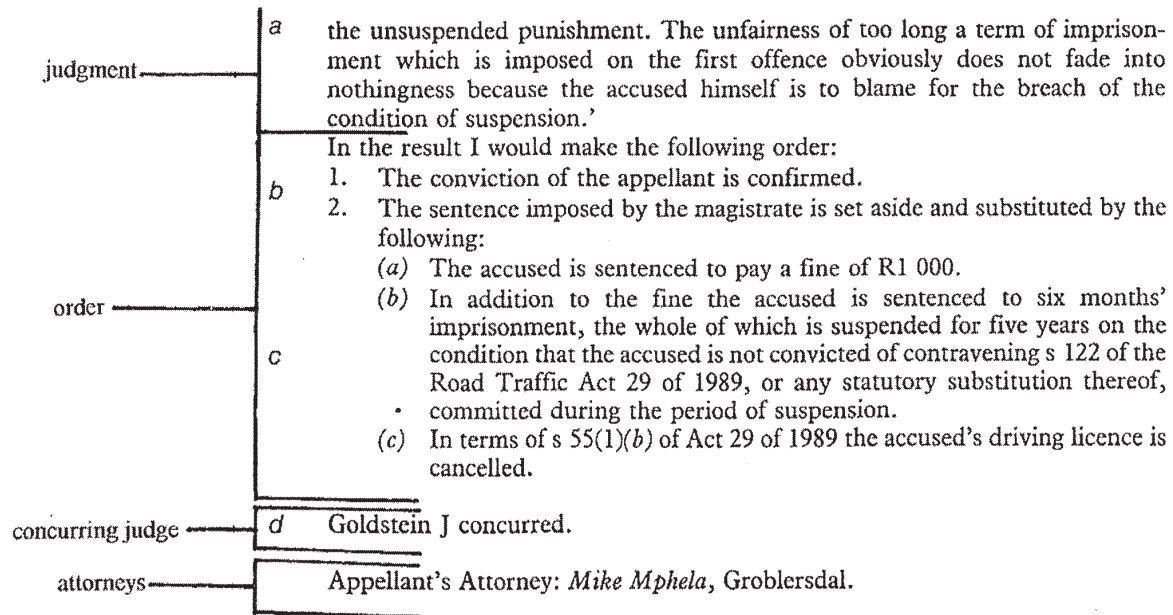 a the unsuspended punishment. The unfairness of too long a term of imprison-
judgment ment which is imposed on the first offence obviously does not fade into
nothingness because the accused himself is to blame for the breach of the
condition of suspension.’
In the result I would make the following order:
b 1. The conviction of the appellant is confirmed.
2. The sentence imposed by the magistrate is set aside and substituted by the
following:
(a) The accused is sentenced to pay a fine of R1 000.
order (b) In addition to the fine the accused is sentenced to six months’
imprisonment, the whole of which is suspended for five years on the
c condition that the accused is not convicted of contravening s 122 of the
Road Traffic Act 29 of 1989, or any statutory substitution thereof,
committed during the period of suspension.
(c) In terms of s 55(1)(b) of Act 29 of 1989 the accused’s driving licence is
cancelled.
concurring judge d Goldstein J concurred.
attorneys Appellant’s Attorney: Mike Mphela, Groblersdal.